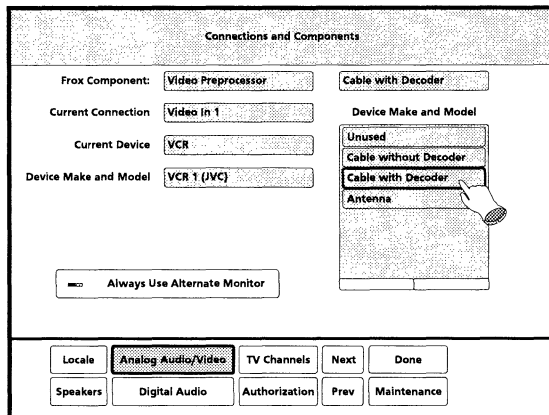 Connections and Components
Frox Component: Video Preprocessor
Cable with Decoder
Current Connection Video In 1
Device Make and Model
Current Device VCR
Unused
Cable without Decoder
Device Make and Model VCR 1 (JVC)
Cable with Decoder
Antenna
Always Use Alternate Monitor
Locale Analog Audio/Video TV Channels Next Done
Speakers Digital Audio Authorization Prev Maintenance